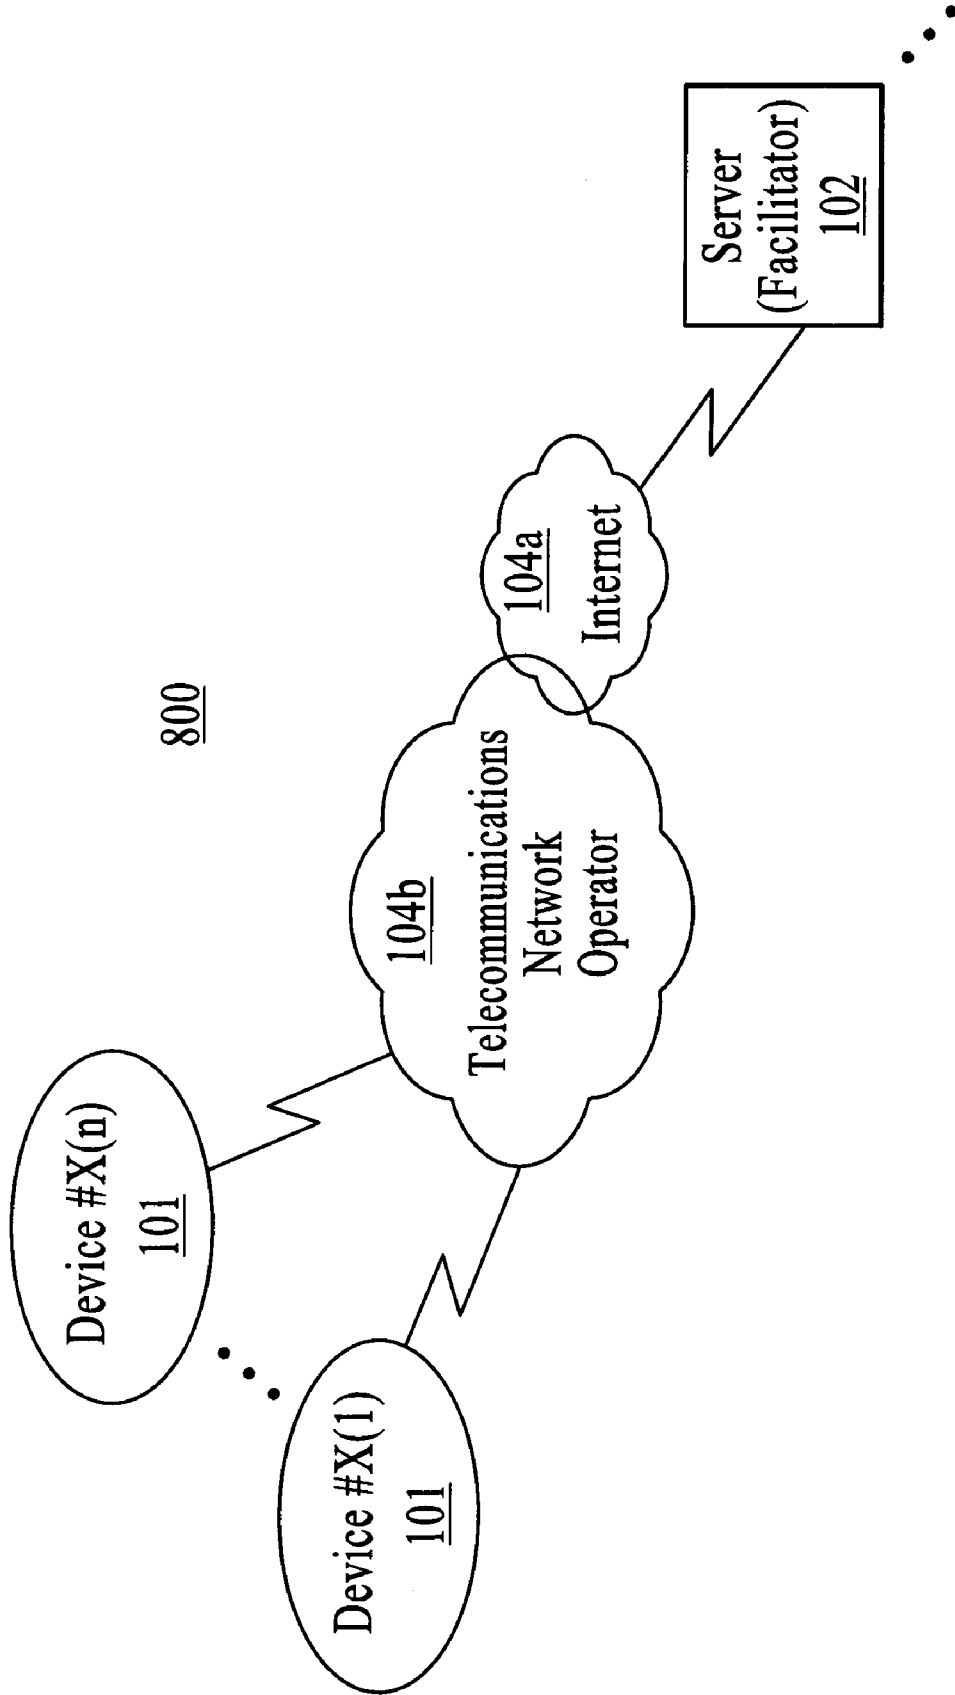 800
Device #X(n)
101
Device #X(1)
101
104b
Telecommunications
Network
Operator
104a
Internet
Server
(Facilitator)
102